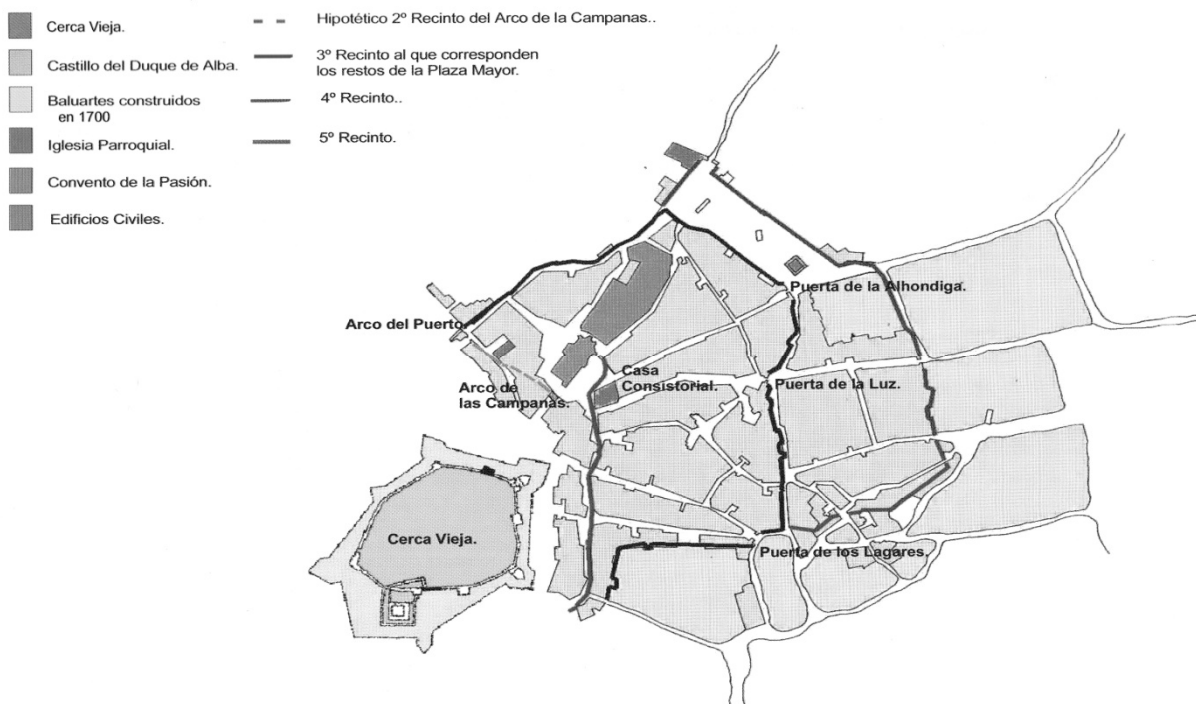 Cerca Vieja.
Castillo del Duque de Alba.
Baluartes construidos
en 1700
Iglesia Parroquial.
Convento de la Pasión.
Edificios Civiles.
Hipotético 2º Recinto del Arco de la Campanas..
3º Recinto al que corresponden
los restos de la Plaza Mayor.
4º Recinto..
5º Recinto.
Puerta de la Alhondiga.
Arco del Puerto.
Casa
Consistorial.
Puerta de la Luz.
Arco de
las Campanas.
Cerca Vieja.
Puerta de los Lagares.